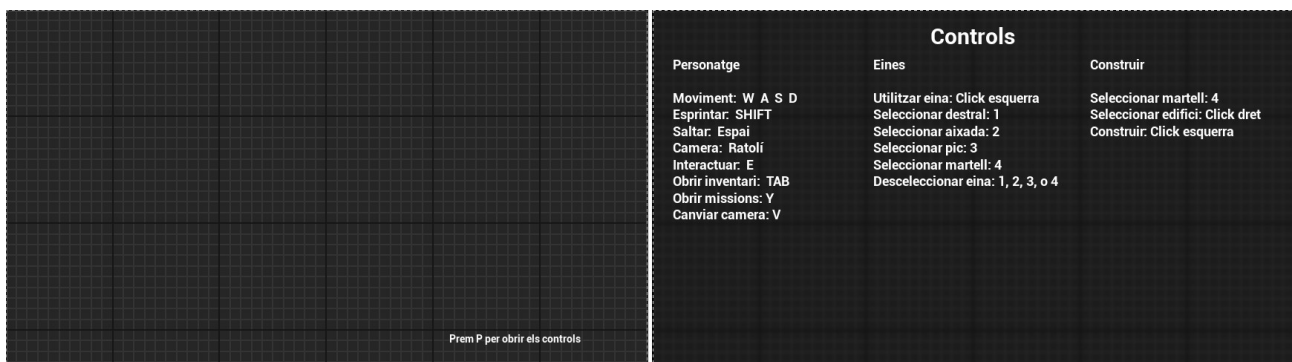 Prem P per obrir els controls
Controls
Personatge
Moviment: W A S D
Esprintar: SHIFT
Saltar: Espai
Camera: Ratolí
Interactuar: E
Obrir inventari: TAB
Obrir missions: Y
Canviar camera: V
Eines
Utilitzar eina: Click esquerra
Seleccionar destral: 1
Seleccionar aixada: 2
Seleccionar pic: 3
Seleccionar martell: 4
Desceleccionar eina: 1, 2, 3, o 4
Construir
Seleccionar martell: 4
Seleccionar edifici: Click dret
Construir: Click esquerra